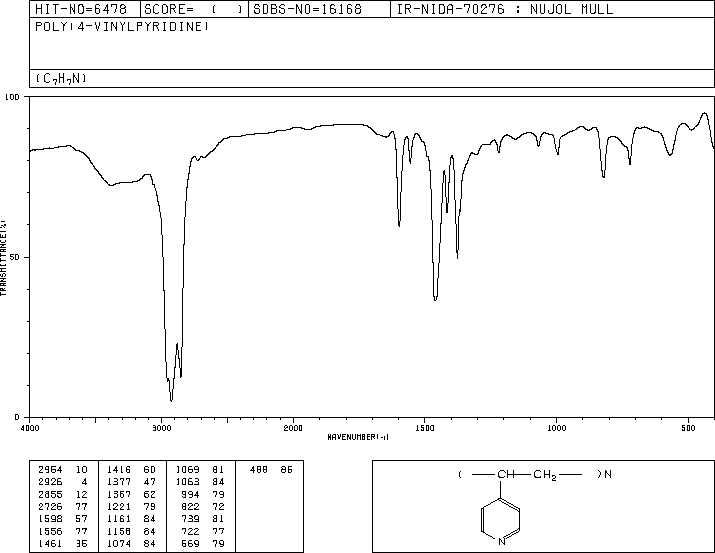 HIT-NO=6478 SCORE= ( ) SDBS-NO=16168 IR-NIDA-70276 : NUJOL MULL
POLY(4-VINYLPYRIDINE)
(C7H7N)
100
50
0
TRANSMITTANCE(%)
4000 3000 2000 1500 1000 500
WAVENUMBER(-1)
2954 10 1416 60 1069 81 488 86
2926 4 1377 47 1063 84
2855 12 1367 62 994 79
2726 77 1221 79 822 72
1598 57 1161 84 739 81
1556 77 1158 84 722 77
1461 35 1074 84 569 79
( CH CH2 )N
N